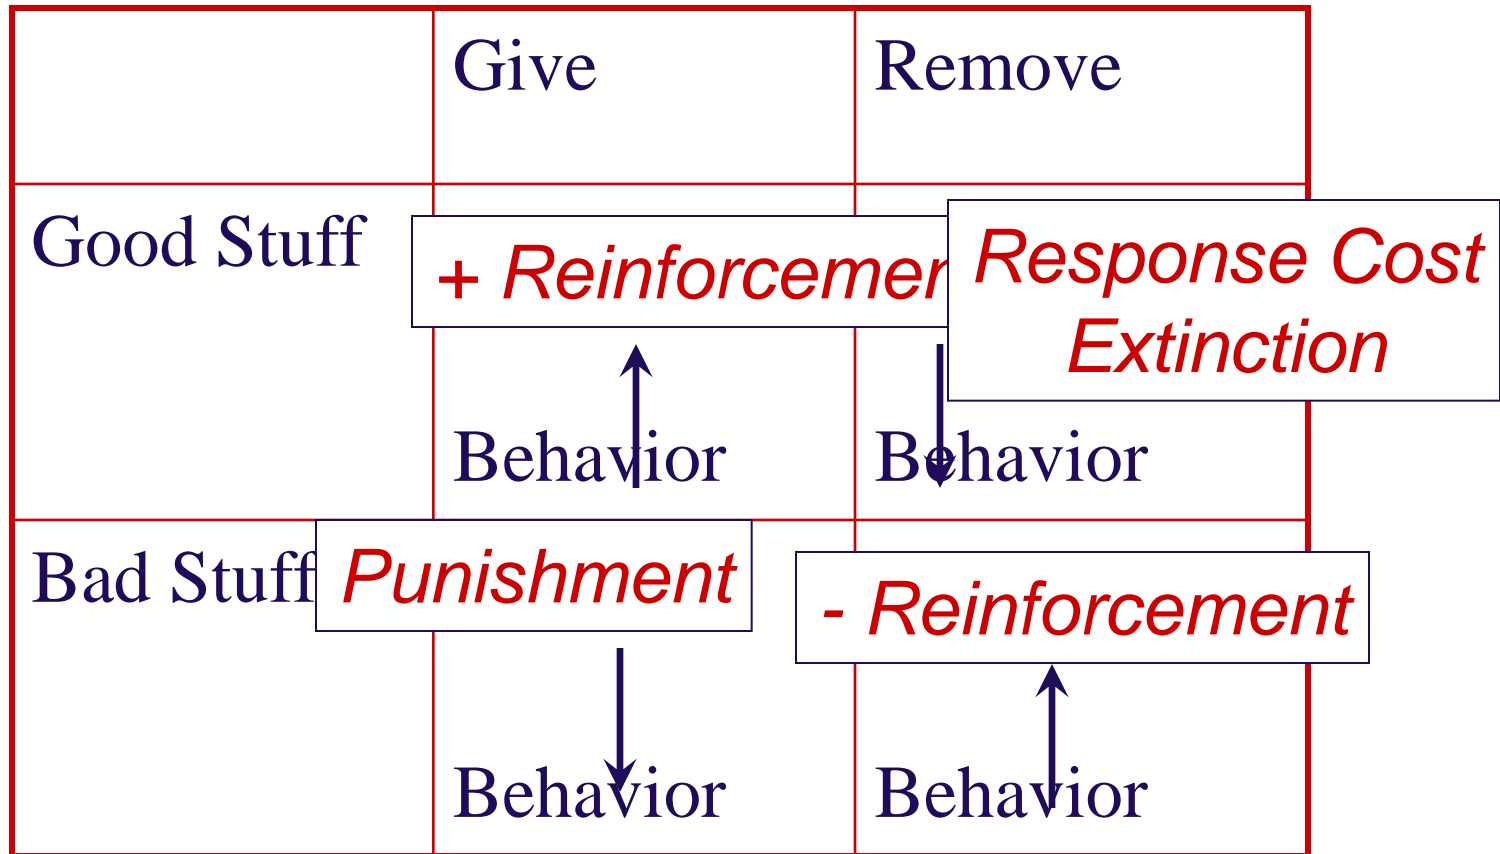 Give
Remove
Good Stuff
+ Reinforcemen
Response Cost
Extinction
Behavior
Behavior
Bad Stuff
Punishment
- Reinforcement
Behavior
Behavior